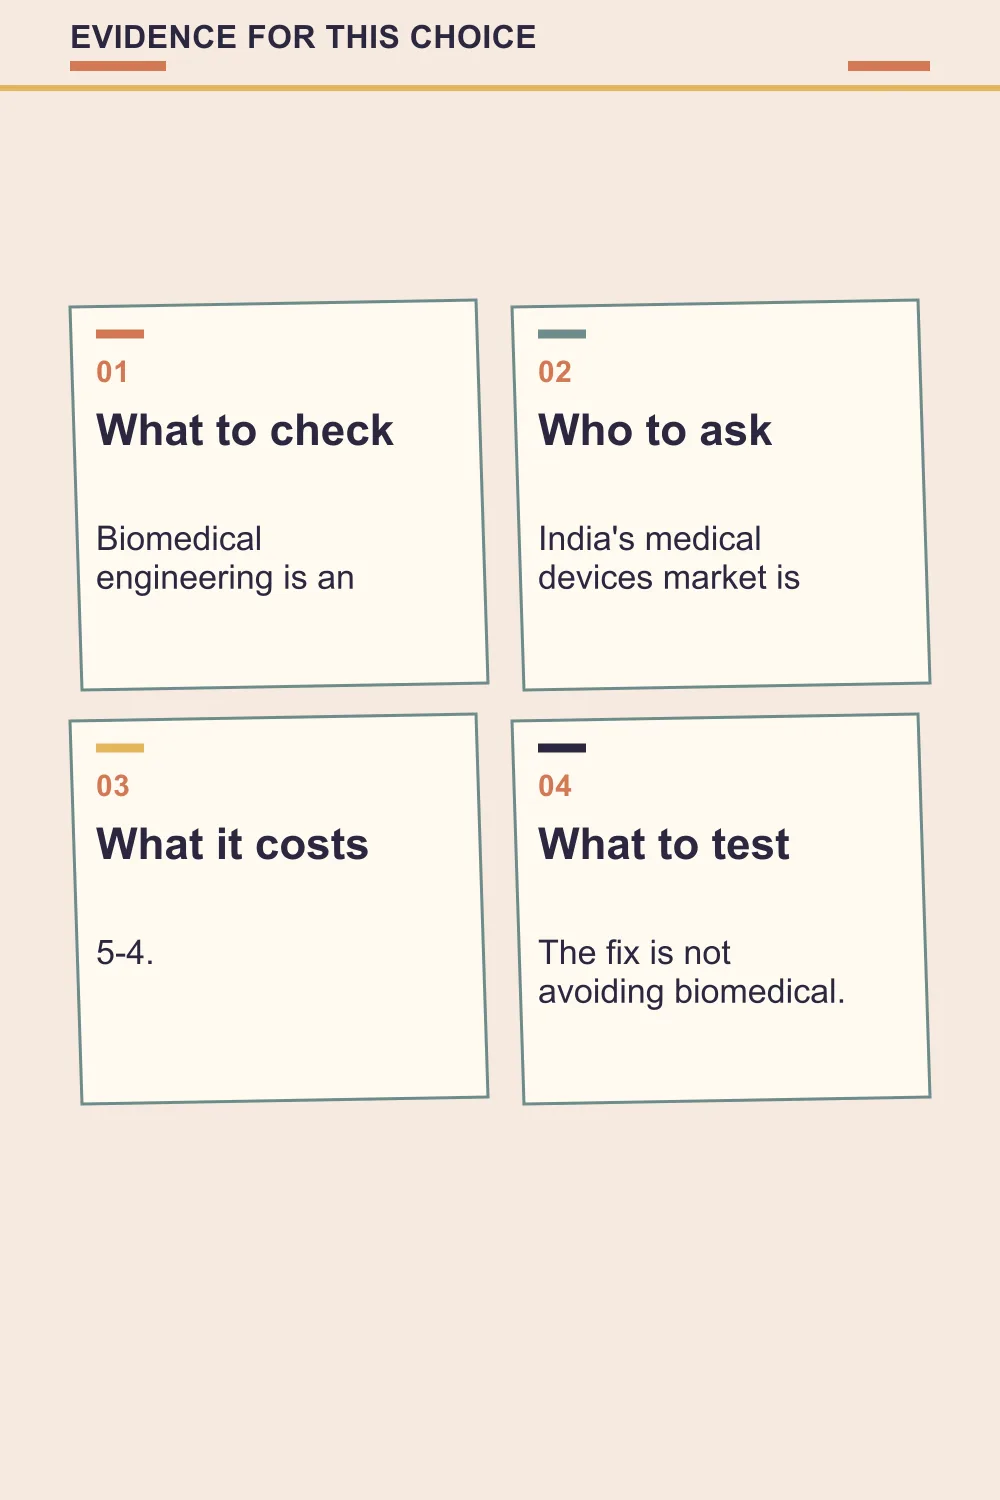 EVIDENCE FOR THIS CHOICE
01
What to check
Biomedical
engineering is an
02
Who to ask
India's medical
devices market is
03
What it costs
5-4.
04
What to test
The fix is not
avoiding biomedical.